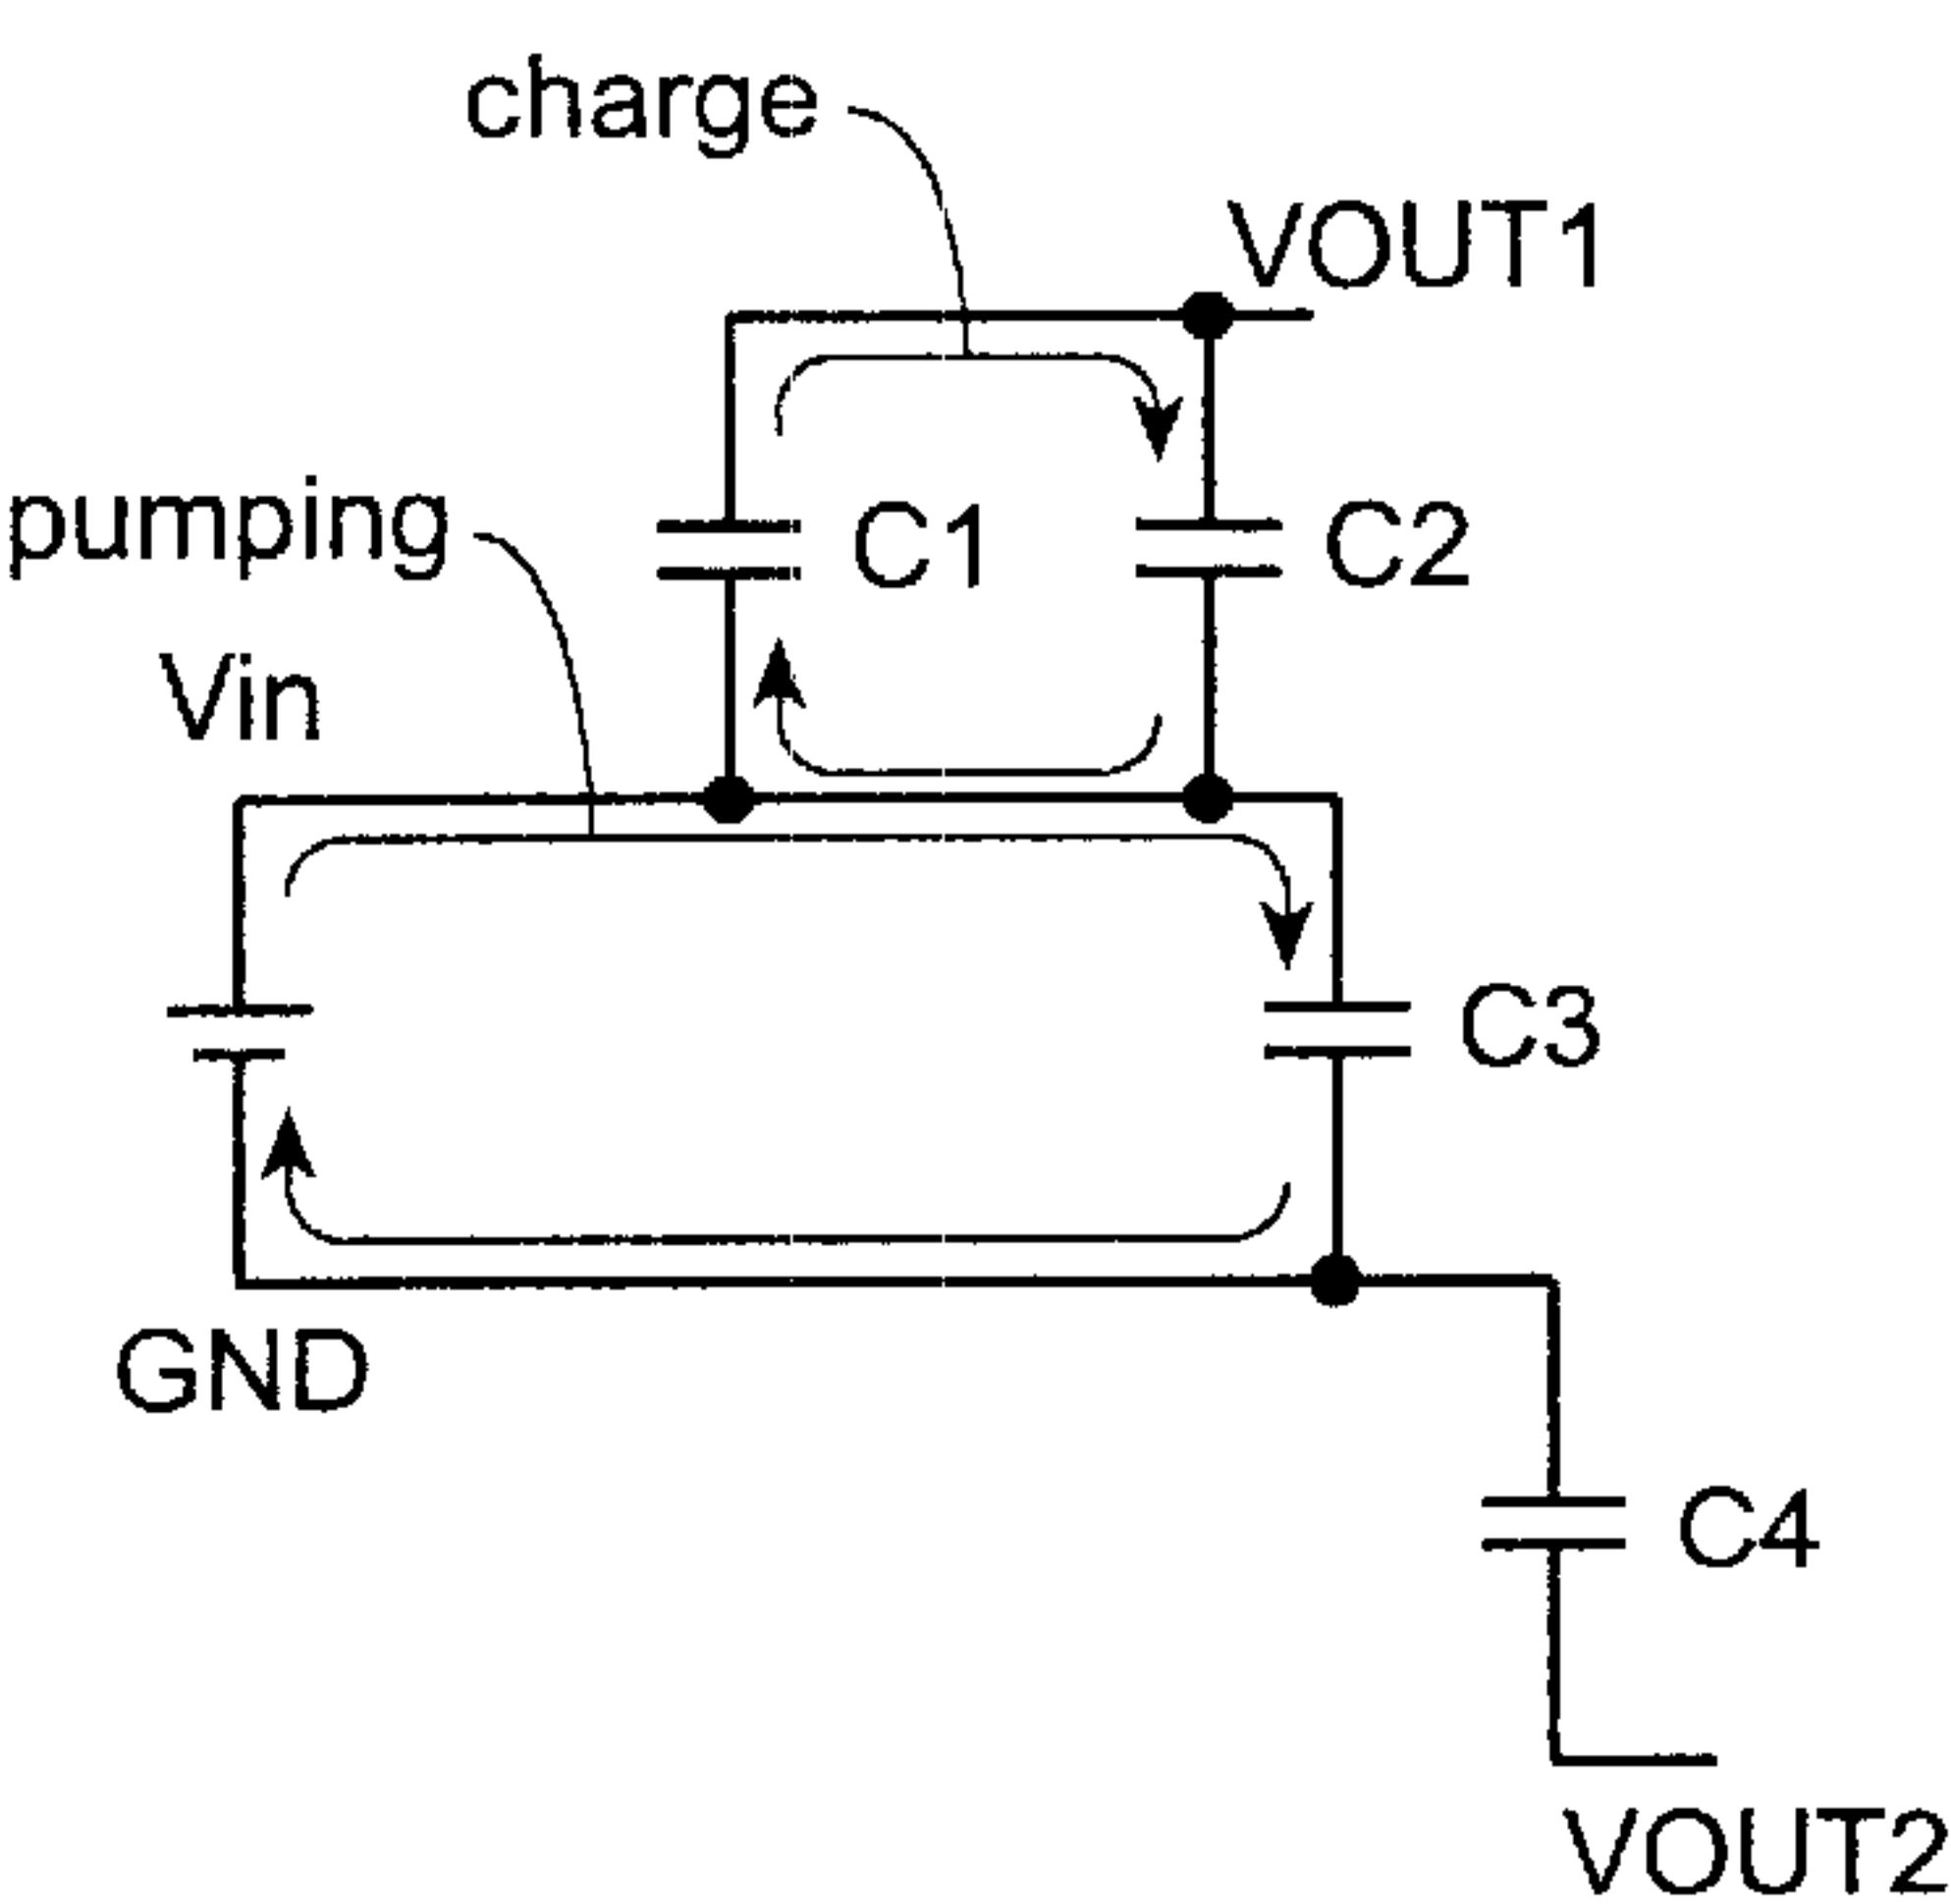 charge
VOUT1
pumping
C1
C2
Vin
C3
GND
C4
VOUT2